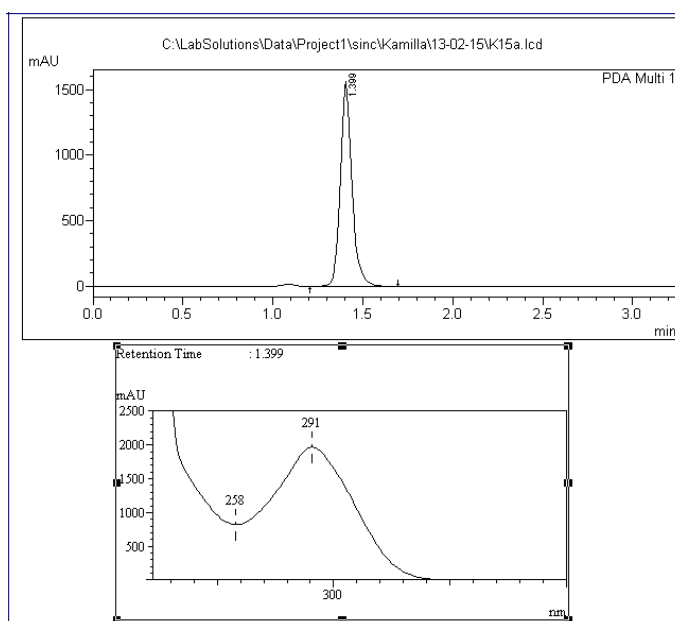 C:\LabSolutions\Data\Project1\sinc\Kamilla\13-02-15\K15a.lcd
mAU
PDA Multi 1
1.399
1500
1000
500
0
0.0 0.5 1.0 1.5 2.0 2.5 3.0
min
Retention Time : 1.399
mAU
2500
291
2000
1500
258
1000
500
300
nm